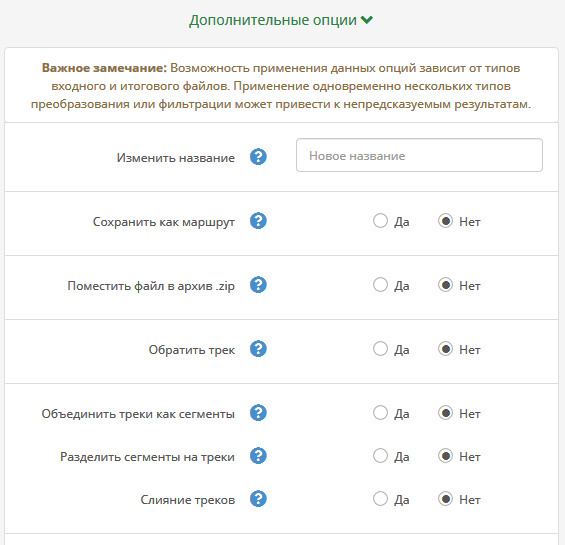 Дополнительные опции
Важное замечание: Возможность применения данных опций зависит от типов
входного и итогового файлов. Применение одновременно нескольких типов
преобразования или фильтрации может привести к непредсказуемым результатам.
Изменить название ? Новое название
Сохранить как маршрут ? Да Нет
Поместить файл в архив .zip ? Да Нет
Обратить трек ? Да Нет
Объединить треки как сегменты ? Да Нет
Разделить сегменты на треки ? Да Нет
Слияние треков ? Да Нет